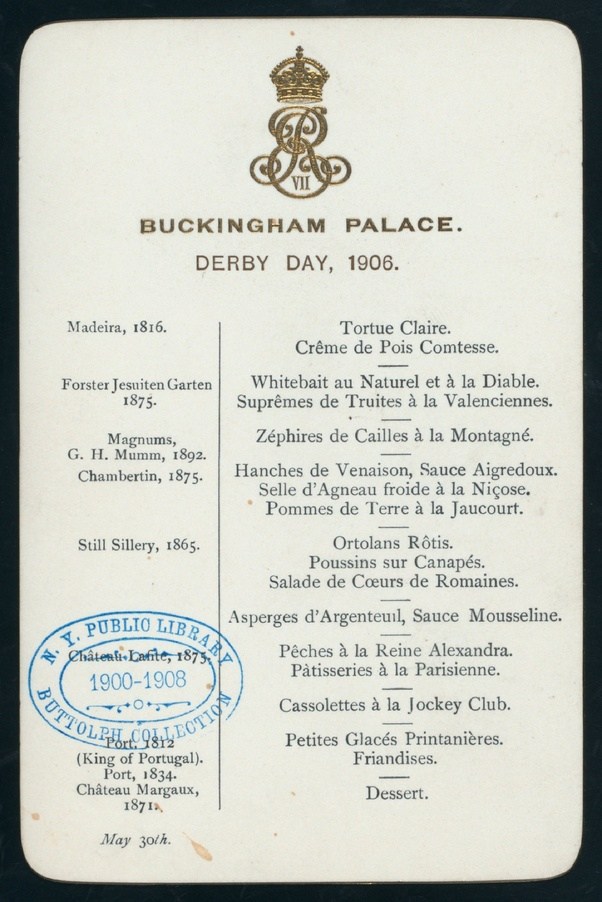 VII
BUCKINGHAM PALACE.
DERBY DAY, 1906.
Madeira, 1816.
Tortue Claire.
Crême de Pois Comtesse.
Forster Jesuiten Garten
1875.
Whitebait au Naturel et à la Diable.
Suprêmes de Truites à la Valenciennes.
Magnums,
G. H. Mumm, 1892.
Zéphires de Cailles à la Montagné.
Chambertin, 1875.
Hanches de Venaison, Sauce Aigredoux.
Selle d'Agneau froide à la Niçose.
Pommes de Terre à la Jaucourt.
Still Sillery, 1865.
Ortolans Rôtis.
Poussins sur Canapés.
Salade de Cœurs de Romaines.
Asperges d'Argenteuil, Sauce Mousseline.
Château Lafite, 1875.
Pêches à la Reine Alexandra.
Pâtisseries à la Parisienne.
Cassolettes à la Jockey Club.
Port, 1812
(King of Portugal).
Port, 1834.
Château Margaux,
1871.
Petites Glacés Printanières.
Friandises.
Dessert.
May 30th.
N. Y. PUBLIC LIBRARY
1900-1908
BUTTOLPH COLLECTION